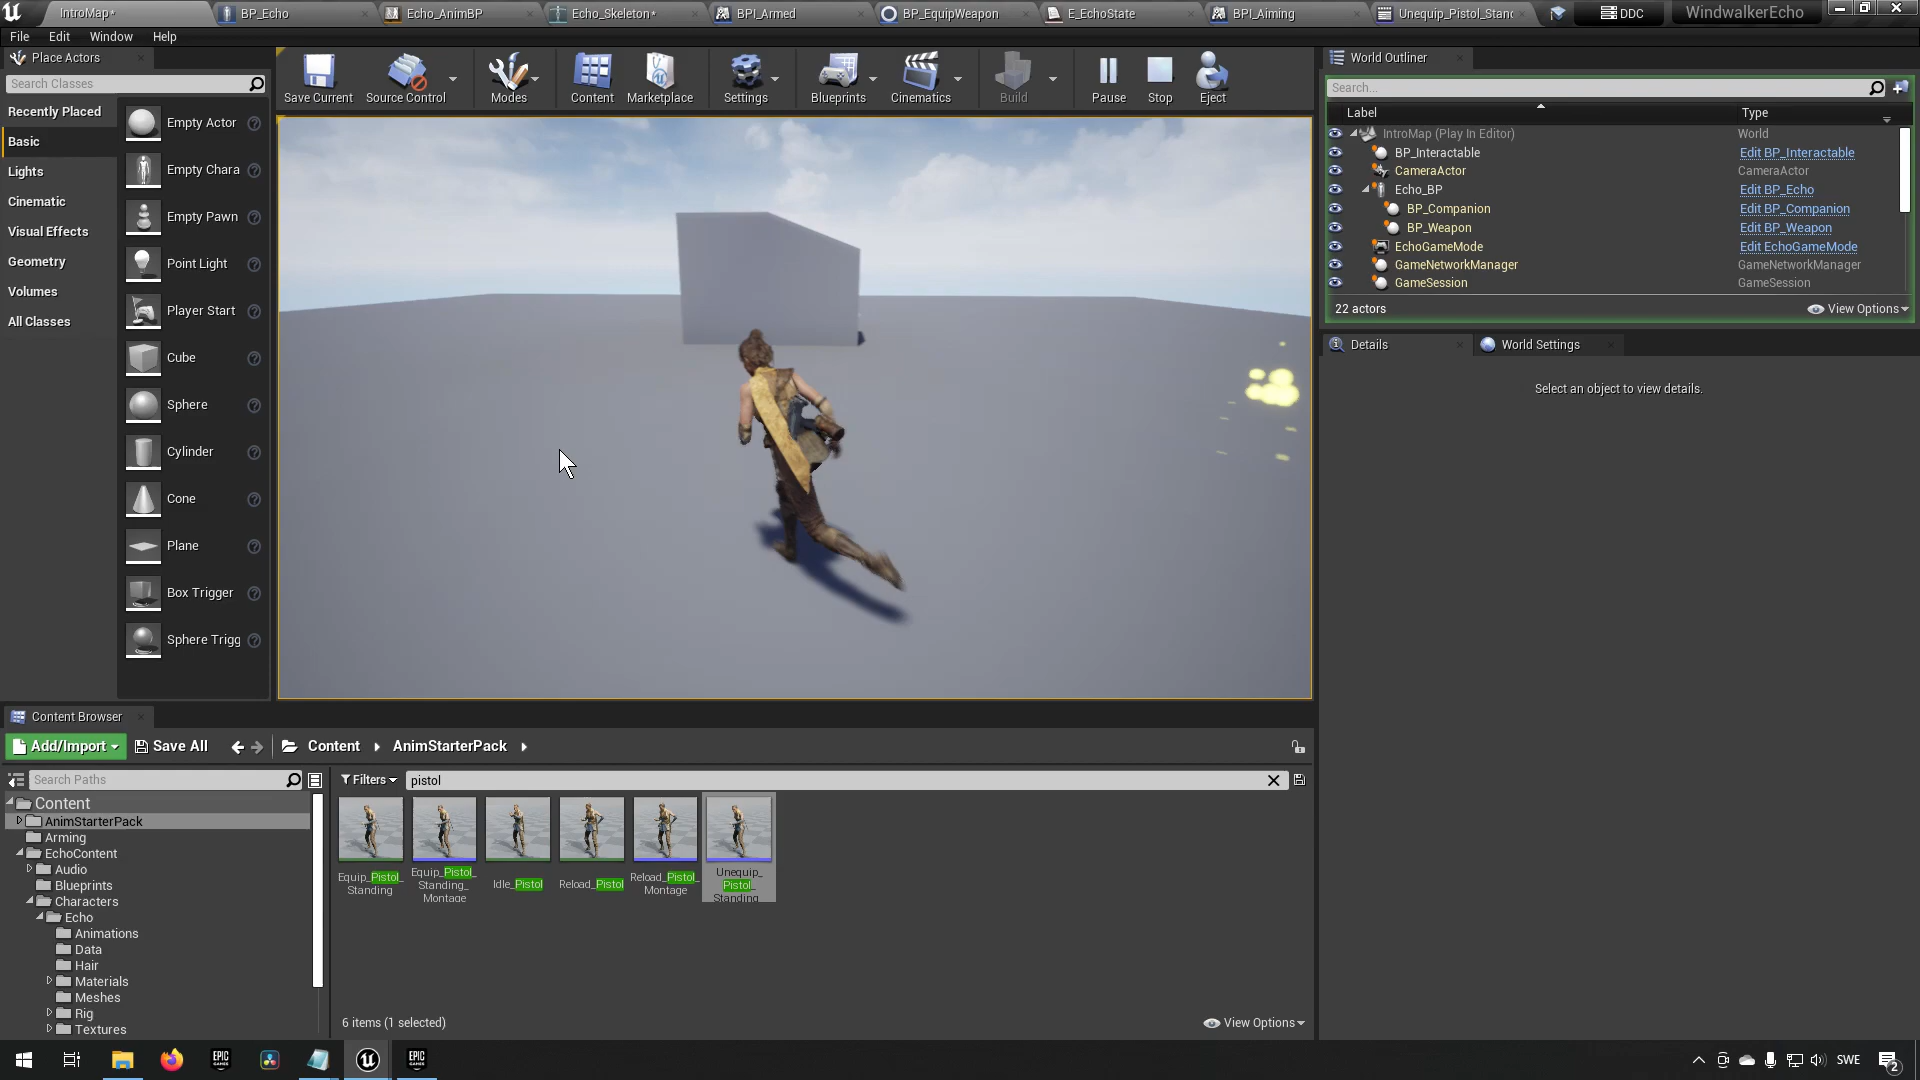 IntroMap*
BP_Echo
Echo_AnimBP
Echo_Skeleton*
BPI_Armed
BP_EquipWeapon
E_EchoState
BPI_Aiming
Unequip_Pistol_Stand
DDC
WindwalkerEcho
File
Edit
Window
Help
Place Actors
Search Classes
Recently Placed
Basic
Lights
Cinematic
Visual Effects
Geometry
Volumes
All Classes
Empty Actor
Empty Chara
Empty Pawn
Point Light
Player Start
Cube
Sphere
Cylinder
Cone
Plane
Box Trigger
Sphere Trigg
Save Current
Source Control
Modes
Content
Marketplace
Settings
Blueprints
Cinematics
Build
Pause
Stop
Eject
World Outliner
Search...
Label
Type
IntroMap (Play In Editor)
World
BP_Interactable
Edit BP_Interactable
CameraActor
CameraActor
Echo_BP
Edit BP_Echo
BP_Companion
Edit BP_Companion
BP_Weapon
Edit BP_Weapon
EchoGameMode
Edit EchoGameMode
GameNetworkManager
GameNetworkManager
GameSession
GameSession
22 actors
View Options
Details
World Settings
Select an object to view details.
Content Browser
Add/Import
Save All
Content
AnimStarterPack
Search Paths
Filters
pistol
Content
AnimStarterPack
Arming
EchoContent
Audio
Blueprints
Characters
Echo
Animations
Data
Hair
Materials
Meshes
Rig
Textures
Equip_Pistol_
Standing
Equip_Pistol_
Standing_
Montage
Idle_Pistol
Reload_Pistol
Reload_Pistol_
Montage
Unequip_
Pistol_
Standing_
6 items (1 selected)
View Options
EPIC
GAMES
EPIC
GAMES
SWE
2